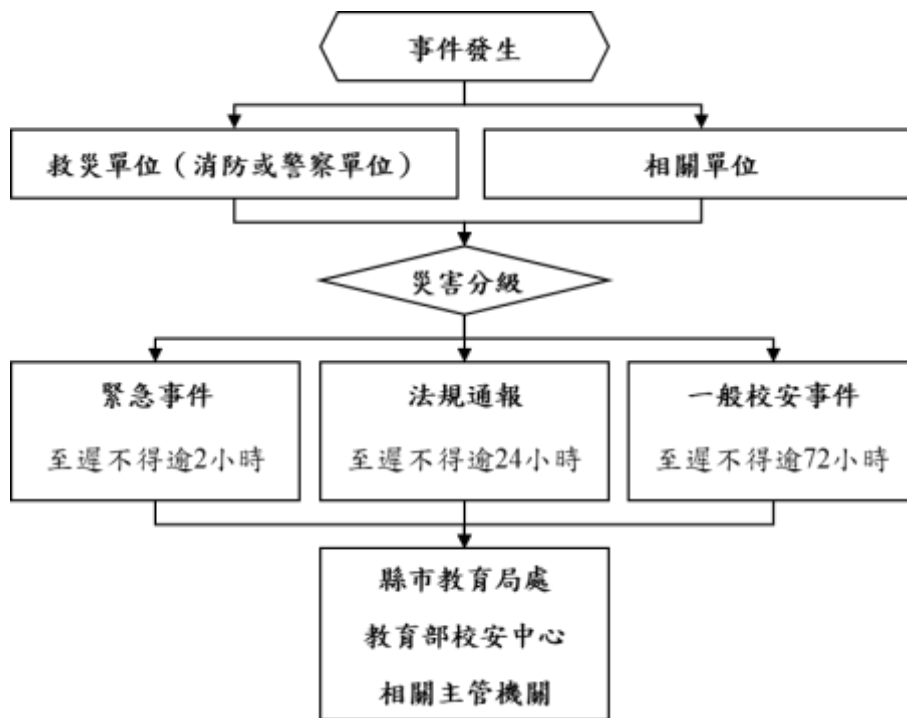 事件發生
救災單位（消防或警察單位）
相關單位
災害分級
緊急事件
至遲不得逾2小時
法規通報
至遲不得逾24小時
一般校安事件
至遲不得逾72小時
縣市教育局處
教育部校安中心
相關主管機關